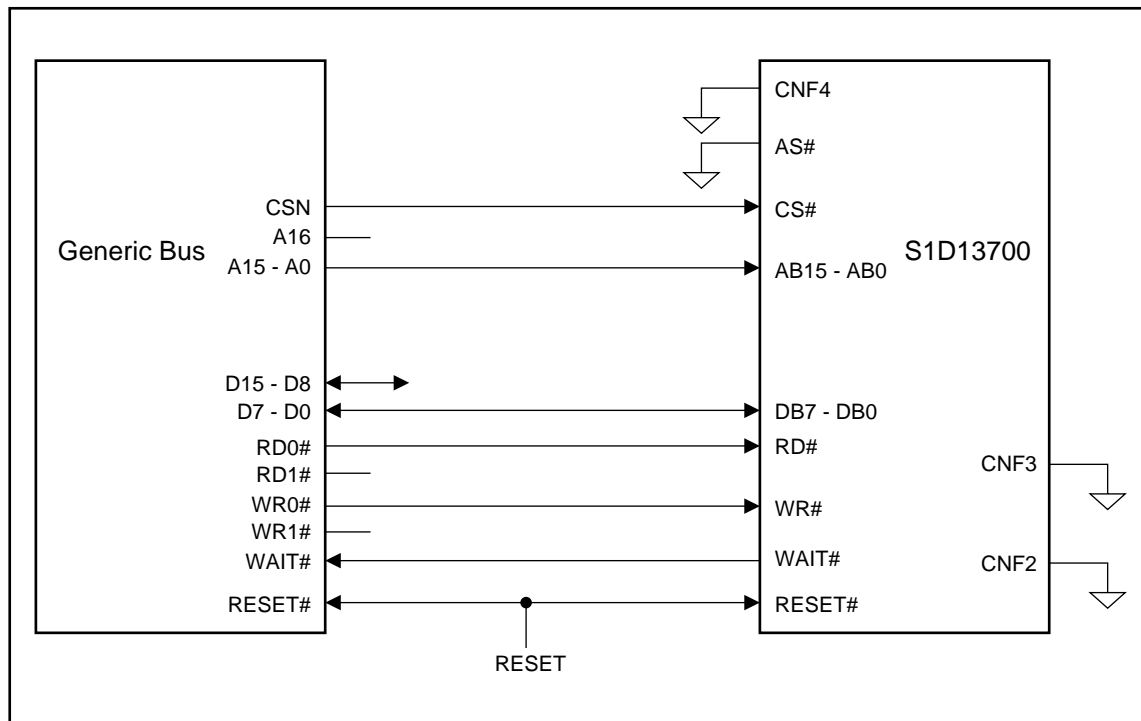 CNF4
AS#
CSN
CS#
A16
Generic Bus
S1D13700
A15 - A0
AB15 - AB0
D15 - D8
D7 - D0
DB7 - DB0
RD0#
RD#
RD1#
CNF3
WR0#
WR#
WR1#
WAIT#
WAIT#
CNF2
RESET#
RESET#
RESET